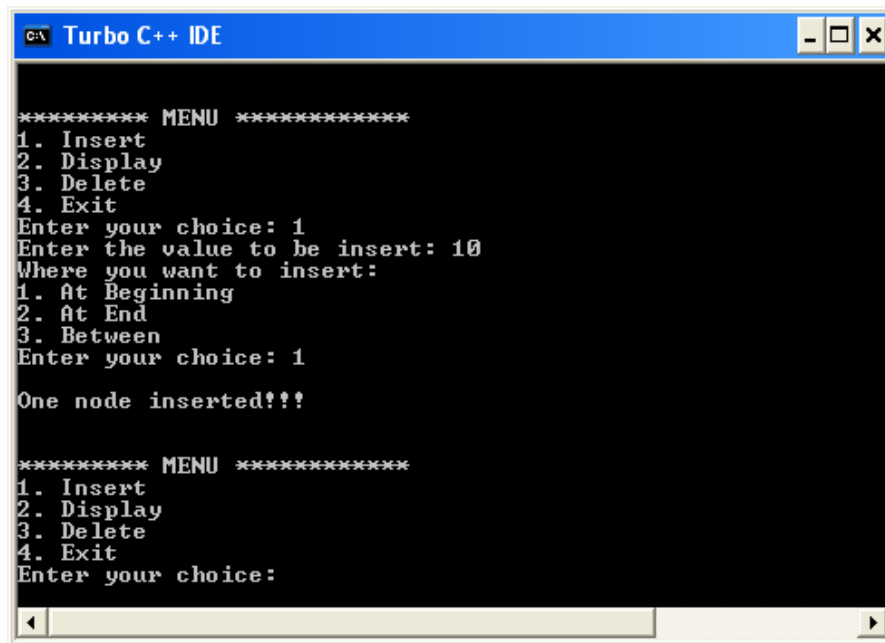 Turbo C++ IDE
********* MENU ************
1. Insert
2. Display
3. Delete
4. Exit
Enter your choice: 1
Enter the value to be insert: 10
Where you want to insert:
1. At Beginning
2. At End
3. Between
Enter your choice: 1
One node inserted!!!
********* MENU ************
1. Insert
2. Display
3. Delete
4. Exit
Enter your choice: